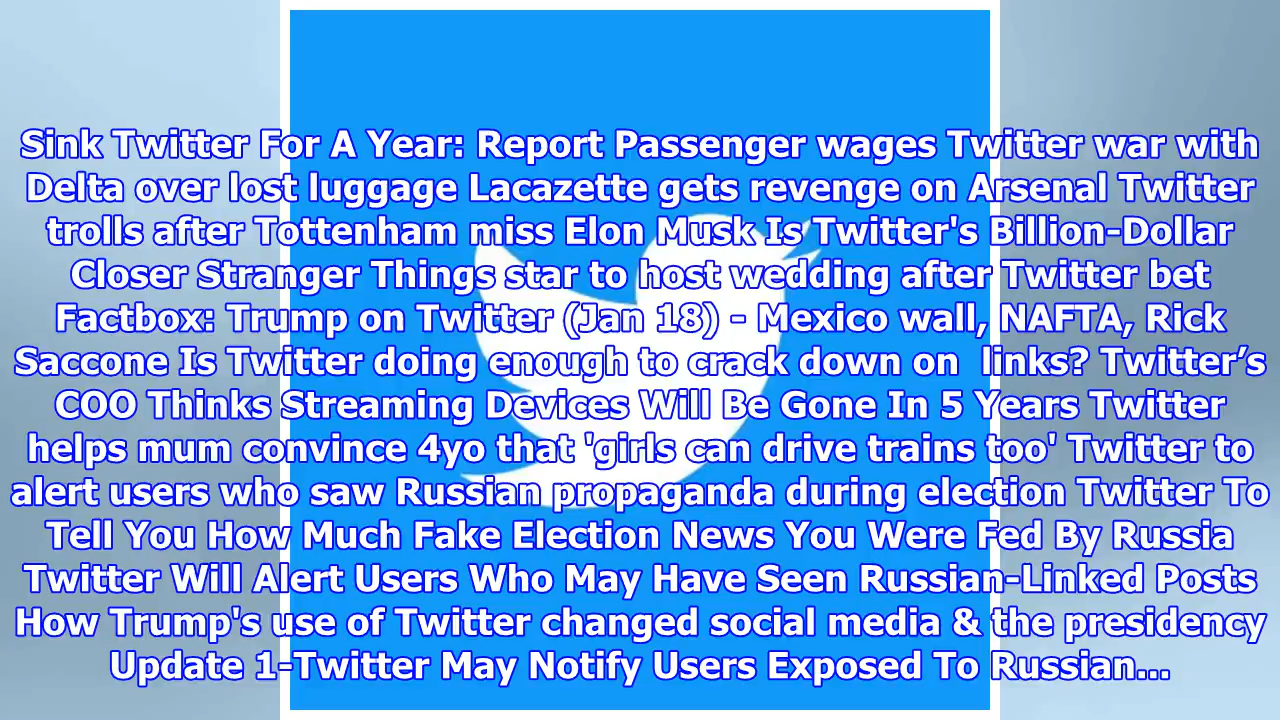 Sink Twitter For A Year: Report Passenger wages Twitter war with
Delta over lost luggage Lacazette gets revenge on Arsenal Twitter
trolls after Tottenham miss Elon Musk Is Twitter's Billion-Dollar
Closer Stranger Things star to host wedding after Twitter bet
Factbox: Trump on Twitter (Jan 18) - Mexico wall, NAFTA, Rick
Saccone Is Twitter doing enough to crack down on  links? Twitter’s
COO Thinks Streaming Devices Will Be Gone In 5 Years Twitter
helps mum convince 4yo that 'girls can drive trains too' Twitter to
alert users who saw Russian propaganda during election Twitter To
Tell You How Much Fake Election News You Were Fed By Russia
Twitter Will Alert Users Who May Have Seen Russian-Linked Posts
How Trump's use of Twitter changed social media & the presidency
Update 1-Twitter May Notify Users Exposed To Russian...